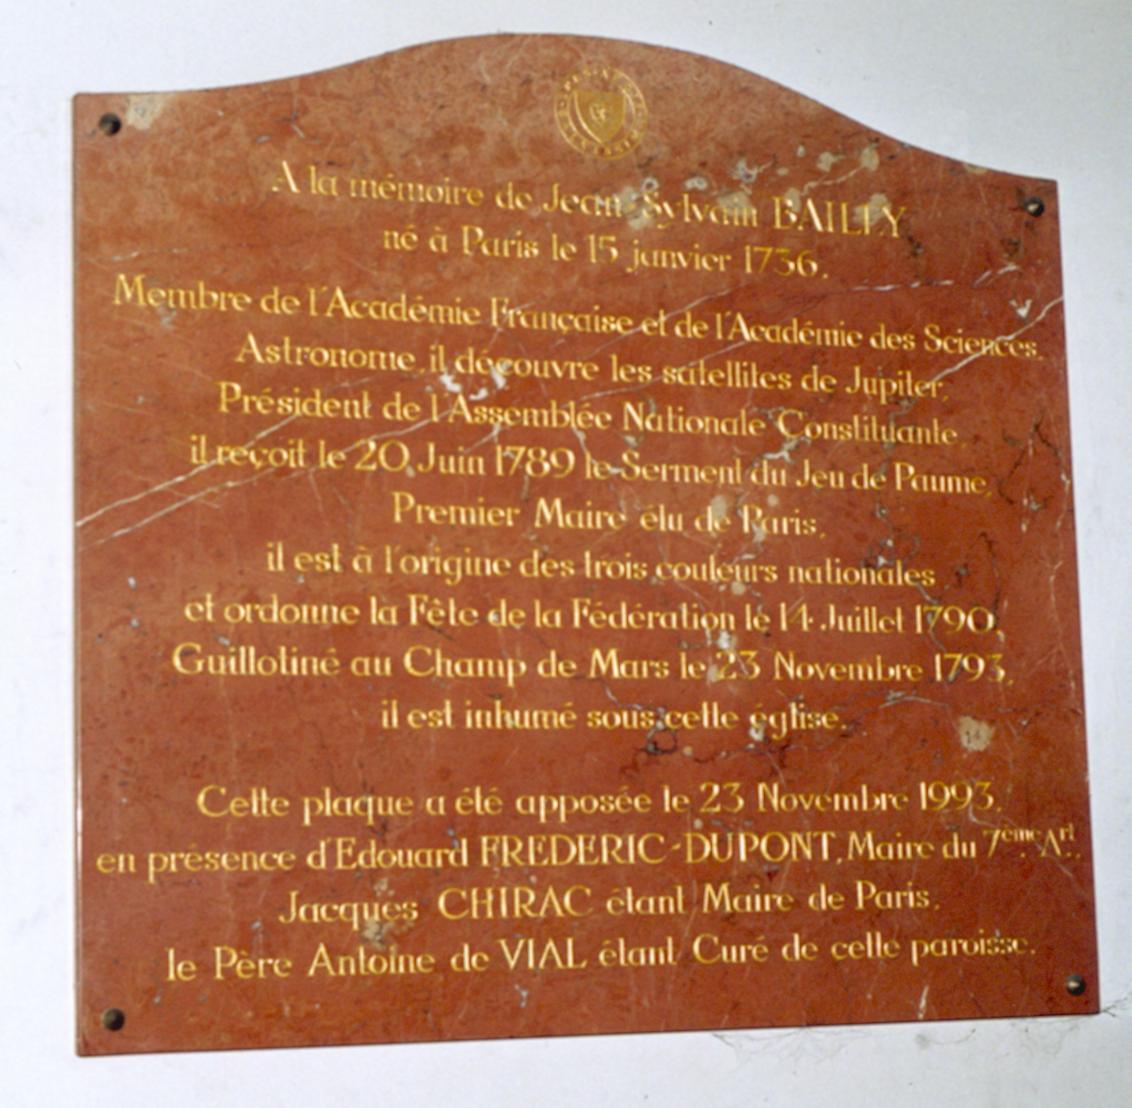 A la mémoire de Jean Sylvain BAILLY
né à Paris le 15 janvier 1736.
Membre de l'Académie Française et de l'Académie des Sciences.
Astronome, il découvre les satellites de Jupiter,
Président de l'Assemblée Nationale Constituante
il reçoit le 20 Juin 1789 le Serment du Jeu de Paume,
Premier Maire élu de Paris,
il est à l'origine des trois couleurs nationales
et ordonne la Fête de la Fédération le 14 Juillet 1790,
Guillotiné au Champ de Mars le 23 Novembre 1793,
il est inhumé sous cette église.
Cette plaque a été apposée le 23 Novembre 1993.
en présence d'Edouard FREDERIC-DUPONT, Maire du 7ème Art.,
Jacques CHIRAC étant Maire de Paris,
le Père Antoine de VIAL étant Curé de cette paroisse.